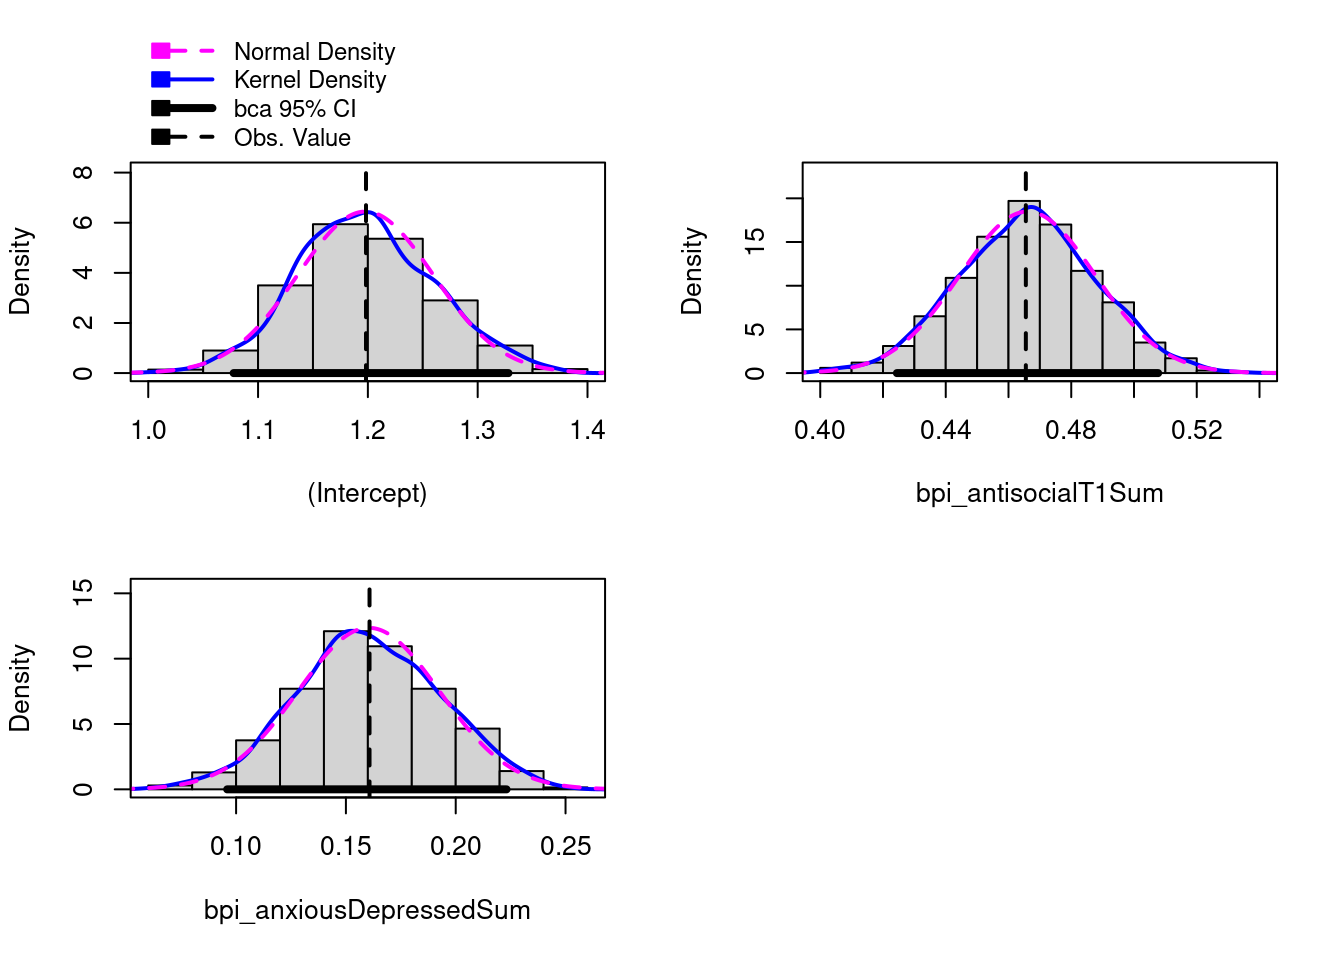 Normal Density
Kernel Density
bca 95% CI
Obs. Value
Density
8
6
4
2
0
1.0 1.1 1.2 1.3 1.4
(Intercept)
Density
15
5
0
0.40 0.44 0.48 0.52
bpi_antisocialT1Sum
Density
15
10
5
0
0.10 0.15 0.20 0.25
bpi_anxiousDepressedSum